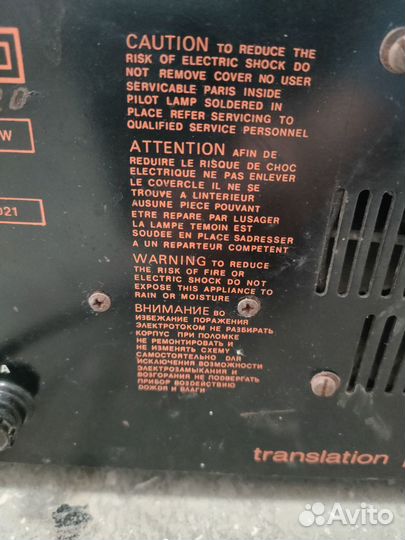 20
W
021
CAUTION TO REDUCE THE
RISK OF ELECTRIC SHOCK DO
NOT REMOVE COVER NO USER
SERVICABLE PARIS INSIDE
PILOT LAMP SOLDERED IN
PLACE REFER SERVICING TO
QUALIFIED SERVICE PERSONNEL
ATTENTION AFIN DE
REDUIRE LE RISQUE DE CHOC
ELECTRIQUE NE PAS ENLEVER
LE COVERCLE IL NE SE
TROUVE A LINTERIEUR
AUSUNE PIECE POUVANT
ETRE REPARE PAR LUSAGER
LA LAMPE TEMOIN EST
SOUDEE EN PLACE SADRESSER
A UN REPARTEUR COMPETENT
WARNING TO REDUCE
THE RISK OF FIRE OR
ELECTRIC SHOCK DO NOT
EXPOSE THIS APPLIANCE TO
RAIN OR MOISTURE
ВНИМАНИЕ ВО
ИЗБЕЖАНИЕ ПОРАЖЕНИЯ
ЭЛЕКТРОТОКОМ НЕ РАЗБИРАТЬ
КОРПУС ПРИ ПОЛОМКЕ
НЕ РЕМОНТИРОВАТЬ И
НЕ ИЗМЕНЯТЬ СХЕМУ
САМОСТОЯТЕЛЬНО ДЛЯ
ИСКЛЮЧЕНИЯ ВОЗМОЖНОСТИ
ЭЛЕКТРОЗАМЫКАНИЯ И
ВОЗГОРАНИЯ НЕ ПОДВЕРГАТЬ
ПРИБОР ВОЗДЕЙСТВИЮ
ДОЖДЯ И ВЛАГИ
translation
Avito